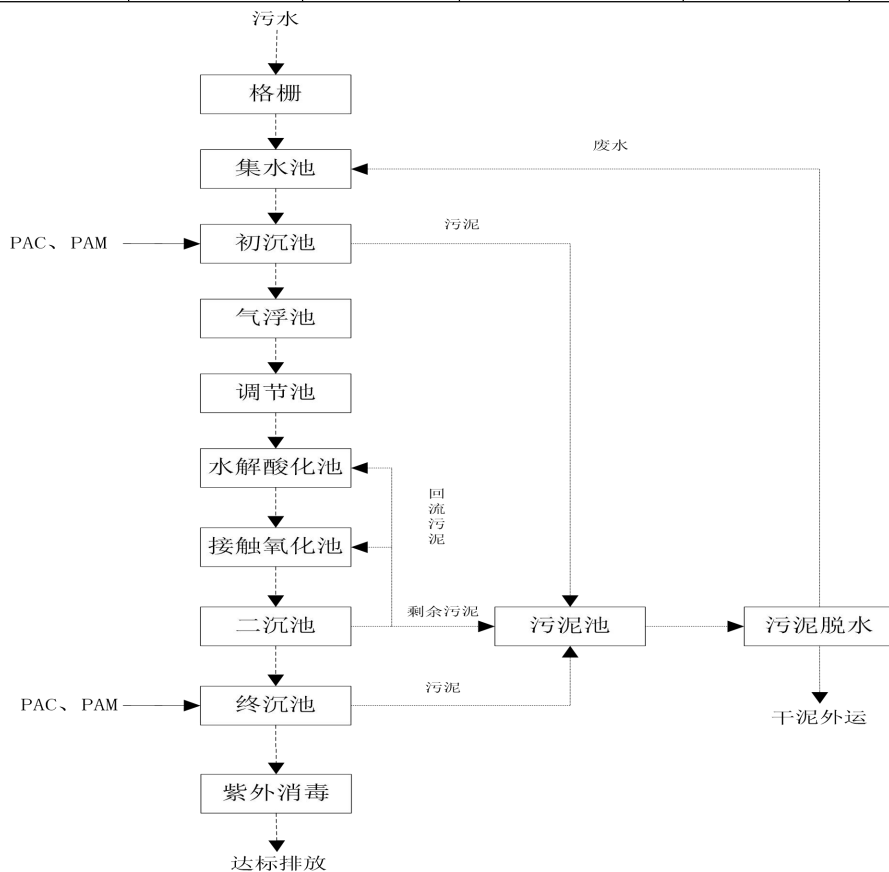 污水
格栅
废水
集水池
污泥
PAC、PAM
初沉池
气浮池
调节池
水解酸化池
回
流
污
泥
接触氧化池
剩余污泥
二沉池
污泥池
污泥脱水
污泥
PAC、PAM
终沉池
干泥外运
紫外消毒
达标排放